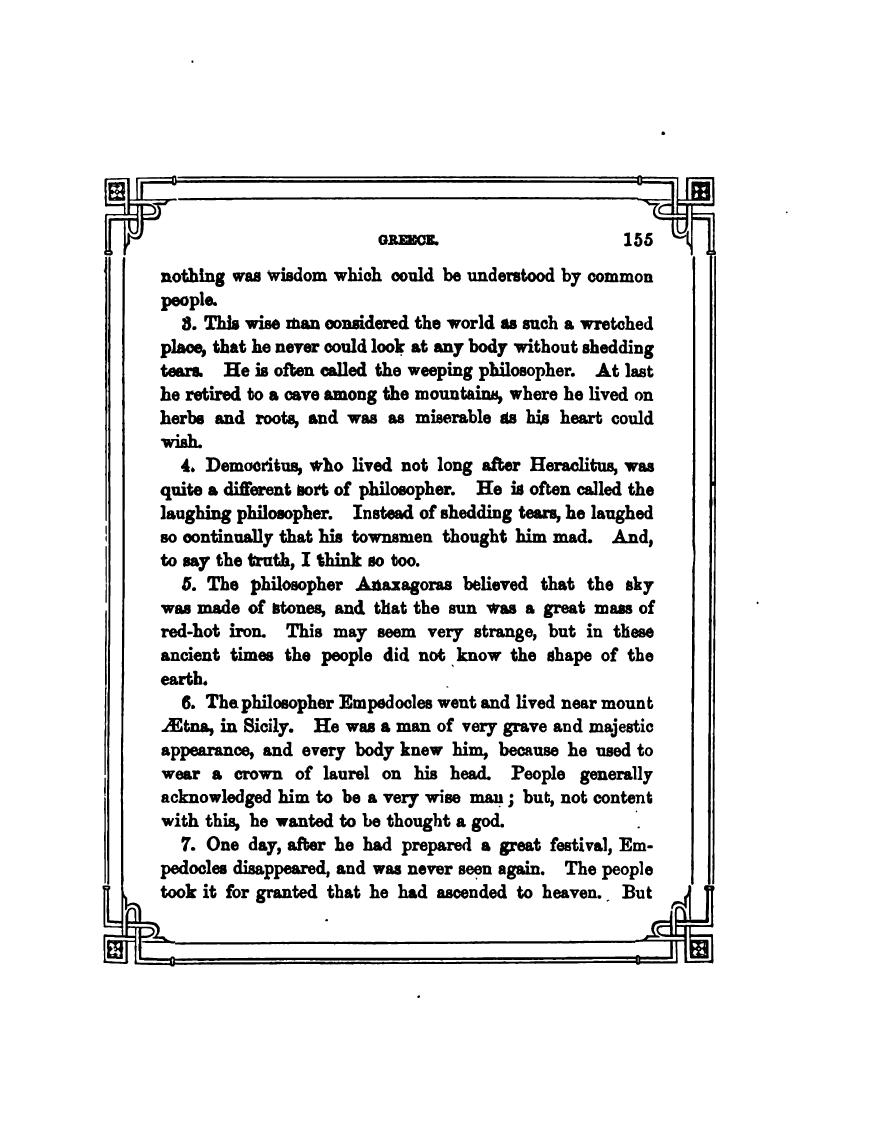 GREECE. 155
nothing was wisdom which could be understood by common
people.
3. This wise man considered the world as such a wretched
place, that he never could look at any body without shedding
tears. He is often called the weeping philosopher. At last
he retired to a cave among the mountains, where he lived on
herbs and roots, and was as miserable as his heart could
wish.
4. Democritus, who lived not long after Heraclitus, was
quite a different sort of philosopher. He is often called the
laughing philosopher. Instead of shedding tears, he laughed
so continually that his townsmen thought him mad. And,
to say the truth, I think so too.
5. The philosopher Anaxagoras believed that the sky
was made of stones, and that the sun was a great mass of
red-hot iron. This may seem very strange, but in these
ancient times the people did not know the shape of the
earth.
6. The philosopher Empedocles went and lived near mount
Ætna, in Sicily. He was a man of very grave and majestic
appearance, and every body knew him, because he used to
wear a crown of laurel on his head. People generally
acknowledged him to be a very wise man; but, not content
with this, he wanted to be thought a god.
7. One day, after he had prepared a great festival, Em-
pedocles disappeared, and was never seen again. The people
took it for granted that he had ascended to heaven. But